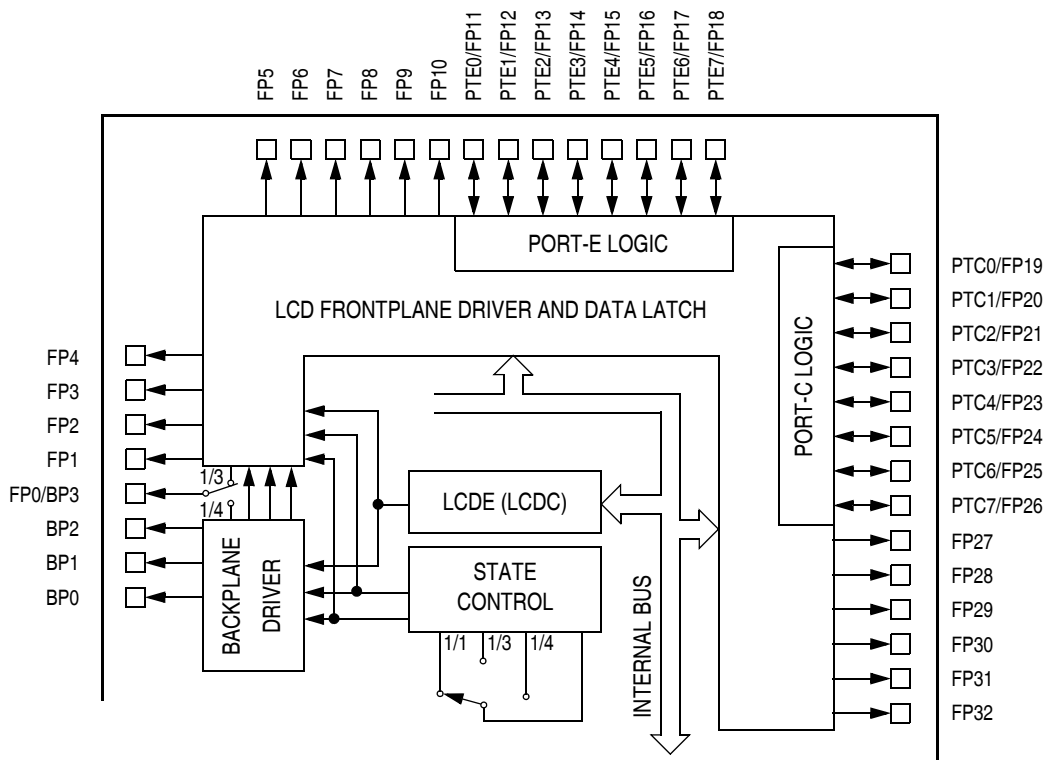 FP5
FP6
FP7
FP8
FP9
FP10
PTE0/FP11
PTE1/FP12
PTE2/FP13
PTE3/FP14
PTE4/FP15
PTE5/FP16
PTE6/FP17
PTE7/FP18
PORT-E LOGIC
LCD FRONTPLANE DRIVER AND DATA LATCH
PORT-C LOGIC
PTC0/FP19
PTC1/FP20
PTC2/FP21
PTC3/FP22
PTC4/FP23
PTC5/FP24
PTC6/FP25
PTC7/FP26
FP27
FP28
FP29
FP30
FP31
FP32
FP4
FP3
FP2
FP1
FP0/BP3
BP2
BP1
BP0
1/3
1/4
BACKPLANE
DRIVER
LCDE (LCDC)
STATE
CONTROL
1/1
1/3
1/4
INTERNAL BUS